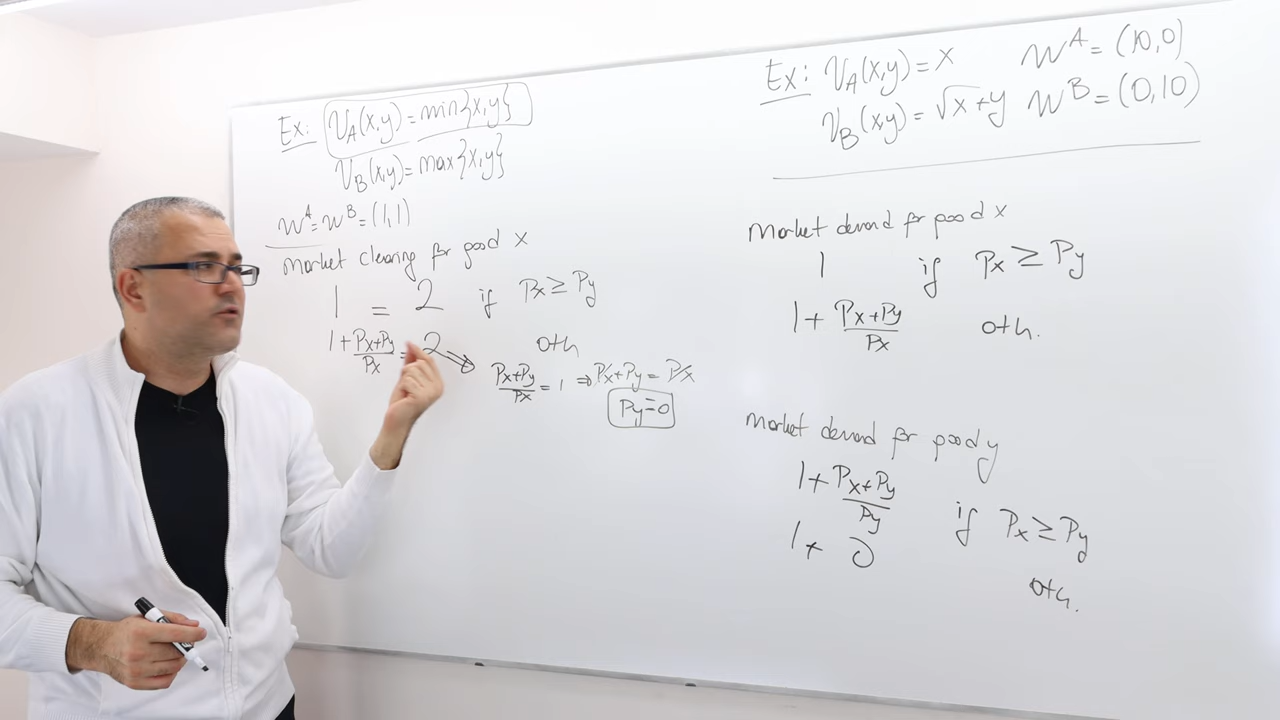 Ex: U_A(x,y) = min{x,y}
U_B(x,y) = max{x,y}
w^A = w^B = (1,1)
market clearing for good x
1 = 2 if Px ≥ Py
1 + Px+Py/Px = 2 ⇒ oth
Px+Py/Px = 1 ⇒ Px+Py = Px
Py = 0
Ex: U_A(x,y) = x w^A = (10,0)
U_B(x,y) = √x + y w^B = (0,10)
Market demand for good x
1 if Px ≥ Py
1 + Px+Py/Px oth.
Market demand for good y
1 + Px+Py/Py if Px ≥ Py
1 + 0 oth.